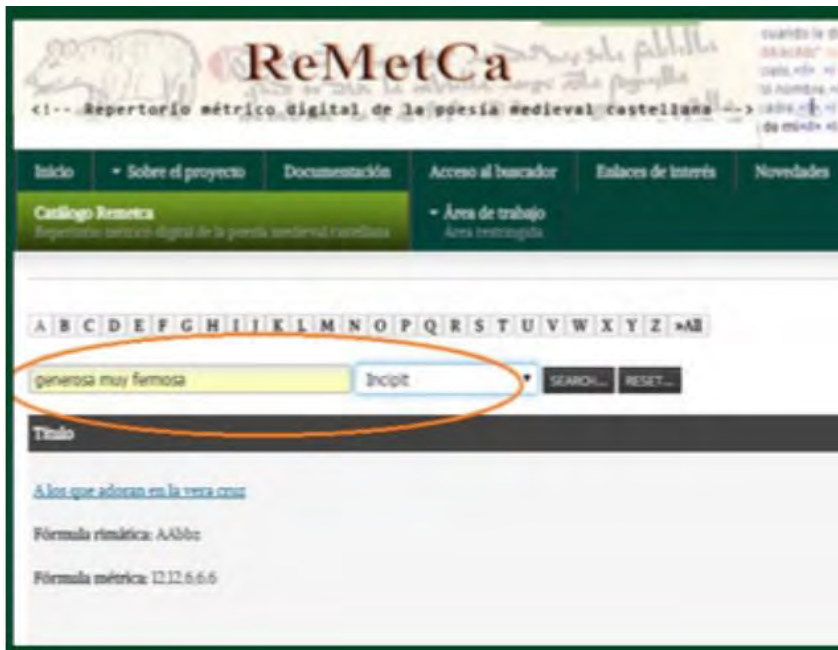 ReMetCa
<!-- Repertorio métrico digital de la poesía medieval castellana -->
Inicio Sobre el proyecto Documentación Acceso al buscador Enlaces de interés Novedades
Catálogo Remetca
Repertorio métrico digital de la poesía medieval castellana
Área de trabajo
Área restringida
A B C D E F G H I J K L M N O P Q R S T U V W X Y Z »All
generosa muy fermosa Incipit SEARCH... RESET...
Título
A los que adoran en la vera cruz
Fórmula rimática: AAbbz
Fórmula métrica: 12,12,6,6,6